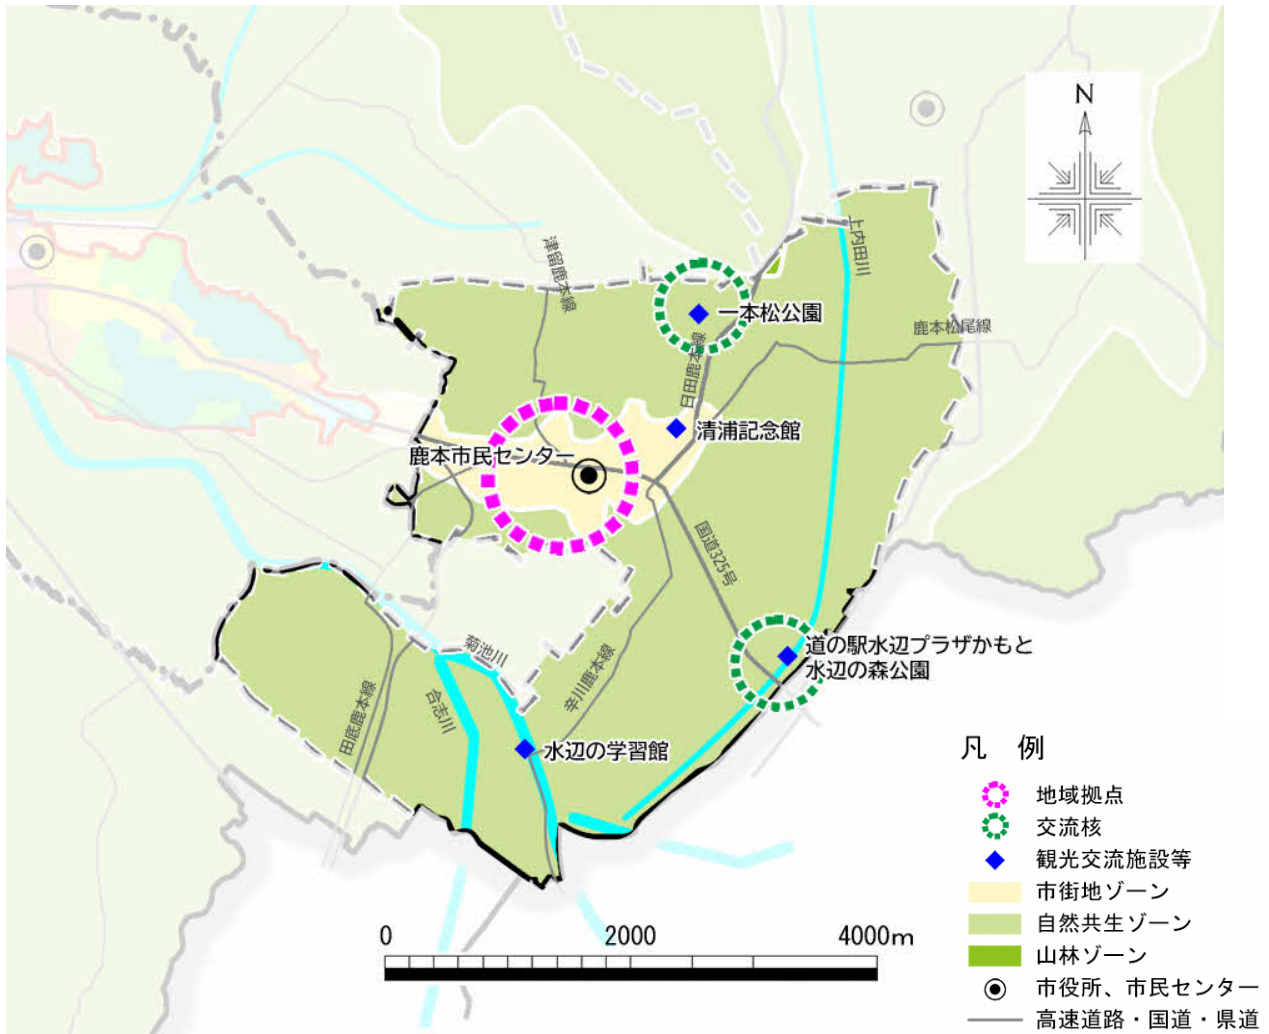 N
上内田川
津留鹿本線
一本松公園
鹿本松尾線
日田鹿本線
清浦記念館
鹿本市民センター
国道325号
菊池川
道の駅水辺プラザかもと
水辺の森公園
辛川鹿本線
合志川
田底鹿本線
水辺の学習館
凡 例
地域拠点
交流核
観光交流施設等
市街地ゾーン
自然共生ゾーン
山林ゾーン
市役所、市民センター
高速道路・国道・県道
0 2000 4000m